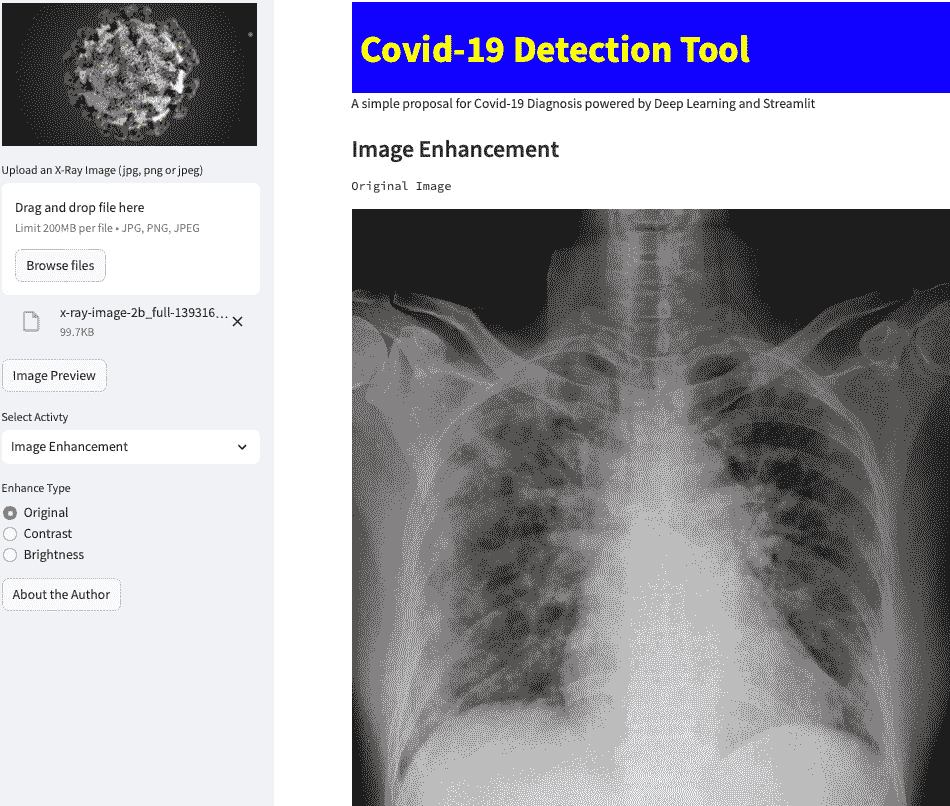 Upload an X-Ray Image (jpg, png or jpeg)
Drag and drop file here
Limit 200MB per file • JPG, PNG, JPEG
Browse files
x-ray-image-2b_full-139316...
99.7KB
Image Preview
Select Activty
Image Enhancement
Enhance Type
Original
Contrast
Brightness
About the Author
Covid-19 Detection Tool
A simple proposal for Covid-19 Diagnosis powered by Deep Learning and Streamlit
Image Enhancement
Original Image